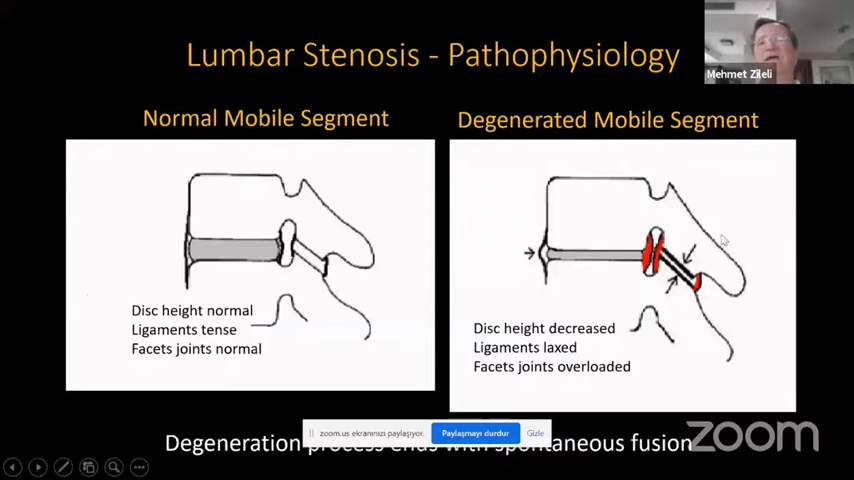 Mehmet Zileli
Lumbar Stenosis - Pathophysiology
Normal Mobile Segment
Disc height normal
Ligaments tense
Facets joints normal
Degenerated Mobile Segment
Disc height decreased
Ligaments laxed
Facets joints overloaded
zoom.us ekranınızı paylaşıyor.
Paylaşmayı durdur
Gizle
Degeneration process ends with spontaneous fusion
zoom